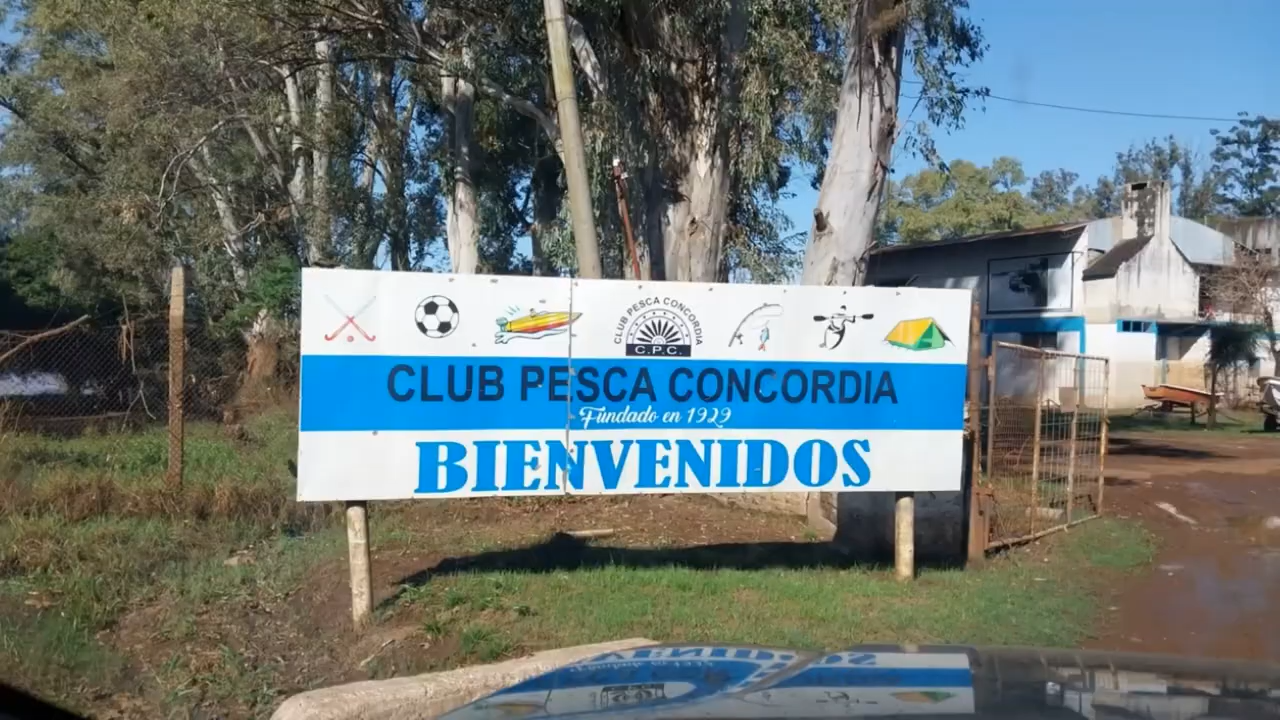 CLUB PESCA CONCORDIA
C.P.C.
CLUB PESCA CONCORDIA
Fundado en 1929
BIENVENIDOS